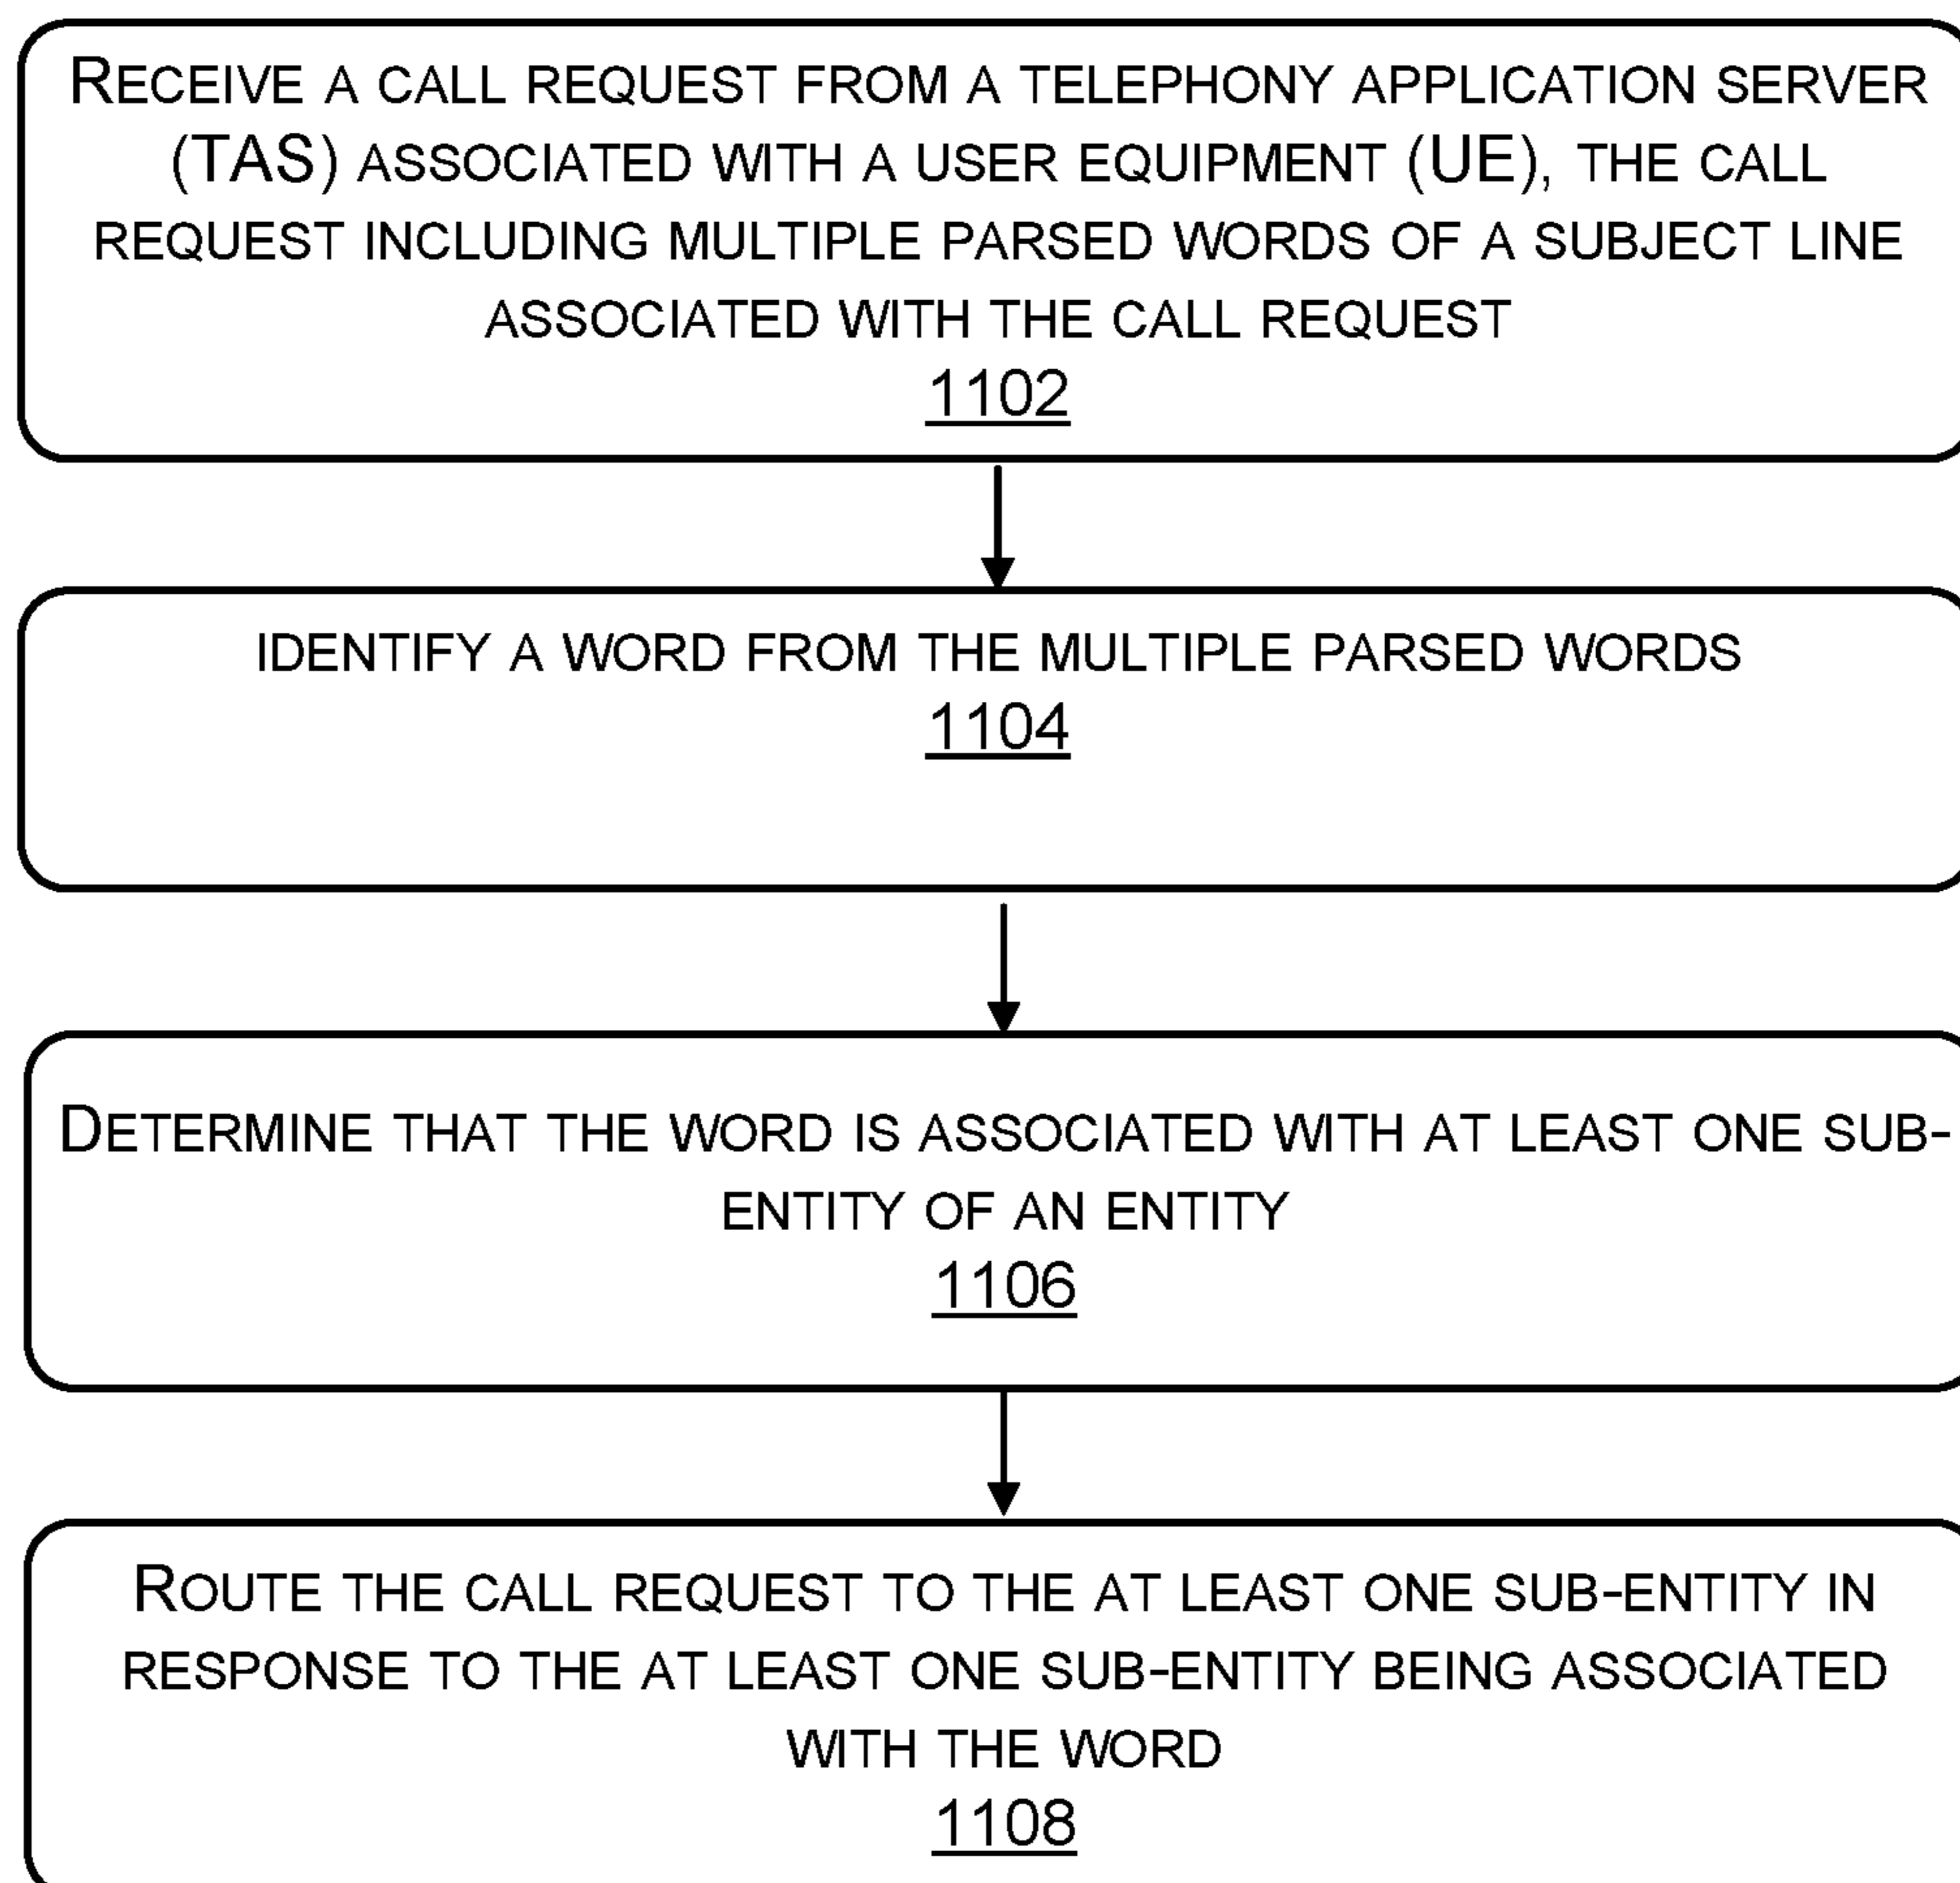 RECEIVE A CALL REQUEST FROM A TELEPHONY APPLICATION SERVER
(TAS) ASSOCIATED WITH A USER EQUIPMENT (UE), THE CALL
REQUEST INCLUDING MULTIPLE PARSED WORDS OF A SUBJECT LINE
ASSOCIATED WITH THE CALL REQUEST
1102
IDENTIFY A WORD FROM THE MULTIPLE PARSED WORDS
1104
DETERMINE THAT THE WORD IS ASSOCIATED WITH AT LEAST ONE SUB-
ENTITY OF AN ENTITY
1106
ROUTE THE CALL REQUEST TO THE AT LEAST ONE SUB-ENTITY IN
RESPONSE TO THE AT LEAST ONE SUB-ENTITY BEING ASSOCIATED
WITH THE WORD
1108